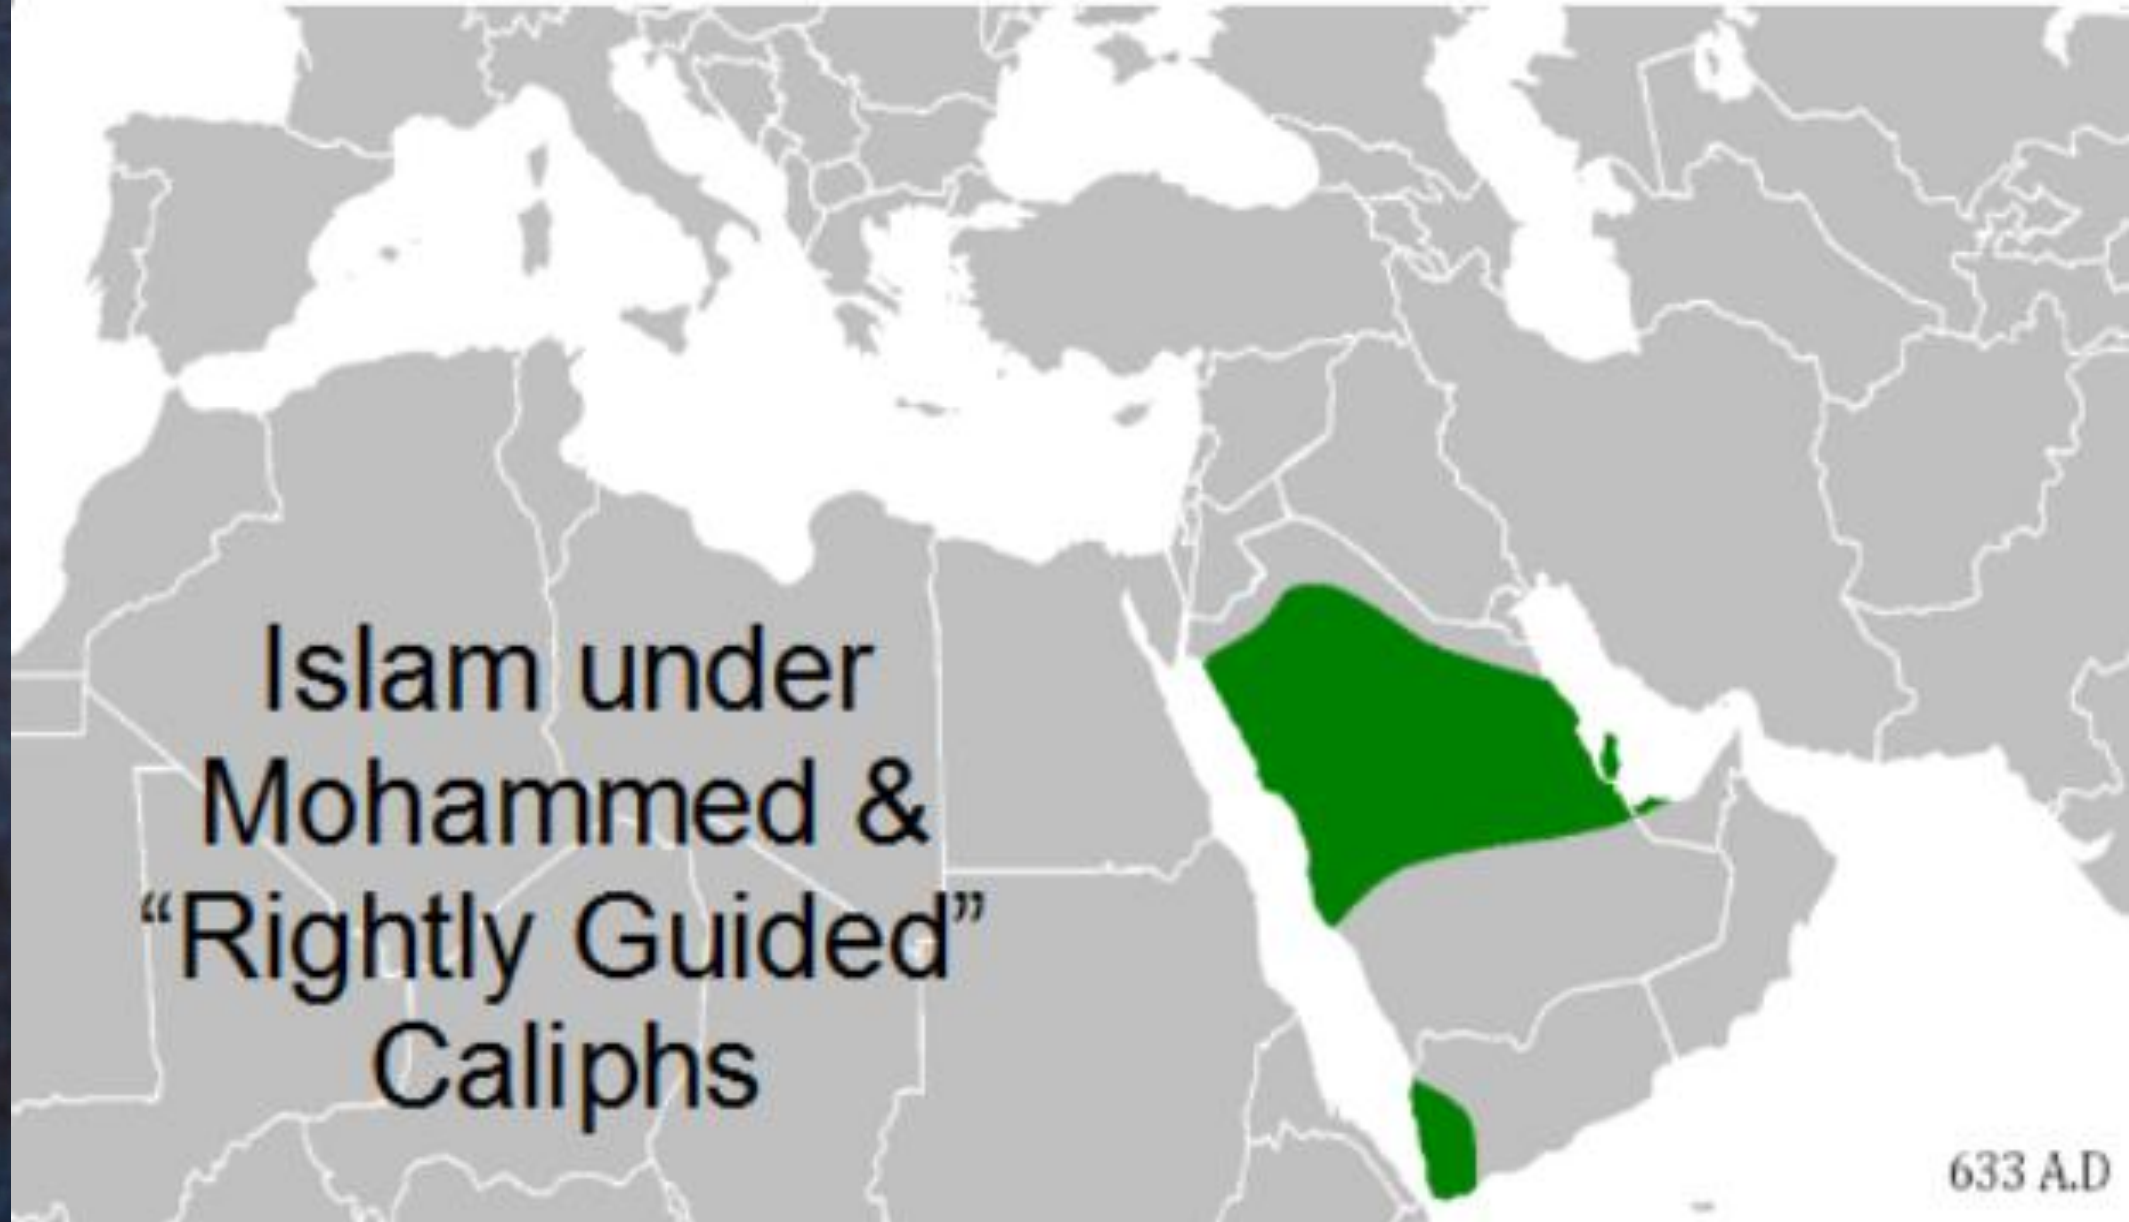 Islam under
Mohammed &
“Rightly Guided”
Caliphs
633 A.D